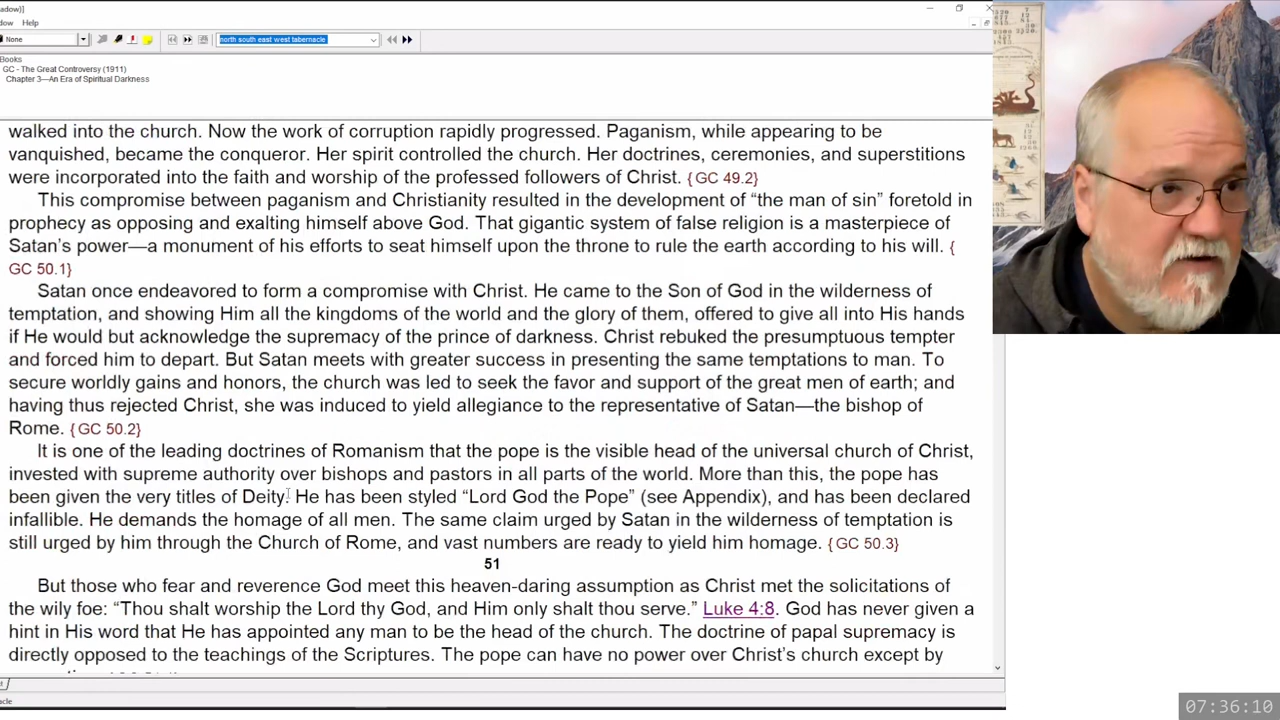 adow)]
dow Help
None
north south east west tabernacle
Books
GC - The Great Controversy (1911)
Chapter 3—An Era of Spiritual Darkness
walked into the church. Now the work of corruption rapidly progressed. Paganism, while appearing to be
vanquished, became the conqueror. Her spirit controlled the church. Her doctrines, ceremonies, and superstitions
were incorporated into the faith and worship of the professed followers of Christ. { GC 49.2}
This compromise between paganism and Christianity resulted in the development of “the man of sin” foretold in
prophecy as opposing and exalting himself above God. That gigantic system of false religion is a masterpiece of
Satan’s power—a monument of his efforts to seat himself upon the throne to rule the earth according to his will. {
GC 50.1}
Satan once endeavored to form a compromise with Christ. He came to the Son of God in the wilderness of
temptation, and showing Him all the kingdoms of the world and the glory of them, offered to give all into His hands
if He would but acknowledge the supremacy of the prince of darkness. Christ rebuked the presumptuous tempter
and forced him to depart. But Satan meets with greater success in presenting the same temptations to man. To
secure worldly gains and honors, the church was led to seek the favor and support of the great men of earth; and
having thus rejected Christ, she was induced to yield allegiance to the representative of Satan—the bishop of
Rome. { GC 50.2}
It is one of the leading doctrines of Romanism that the pope is the visible head of the universal church of Christ,
invested with supreme authority over bishops and pastors in all parts of the world. More than this, the pope has
been given the very titles of Deity. He has been styled “Lord God the Pope” (see Appendix), and has been declared
infallible. He demands the homage of all men. The same claim urged by Satan in the wilderness of temptation is
still urged by him through the Church of Rome, and vast numbers are ready to yield him homage. { GC 50.3}
51
But those who fear and reverence God meet this heaven-daring assumption as Christ met the solicitations of
the wily foe: “Thou shalt worship the Lord thy God, and Him only shalt thou serve.” Luke 4:8. God has never given a
hint in His word that He has appointed any man to be the head of the church. The doctrine of papal supremacy is
directly opposed to the teachings of the Scriptures. The pope can have no power over Christ’s church except by
acle
07:36:10